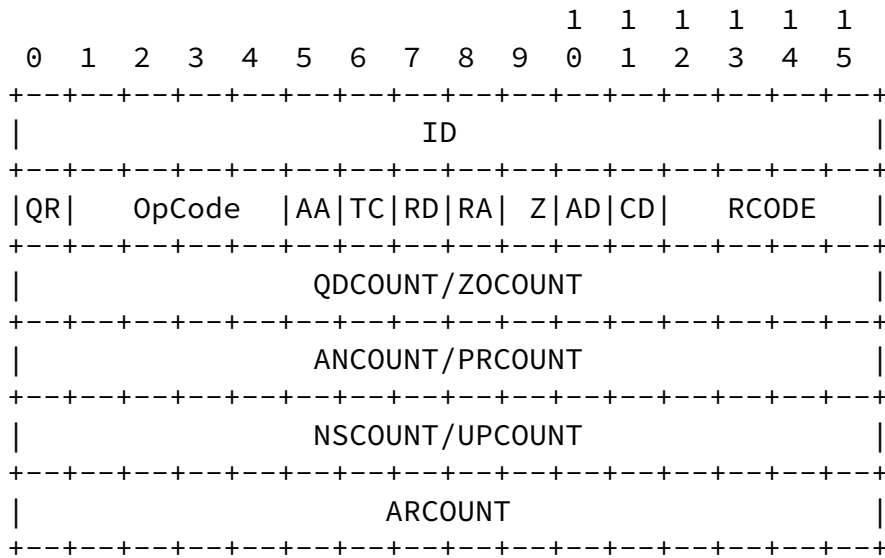 1  1  1  1  1  1
  0  1  2  3  4  5  6  7  8  9  0  1  2  3  4  5
+--+--+--+--+--+--+--+--+--+--+--+--+--+--+--+--+
|                      ID                       |
+--+--+--+--+--+--+--+--+--+--+--+--+--+--+--+--+
|QR|   OpCode  |AA|TC|RD|RA| Z|AD|CD|   RCODE   |
+--+--+--+--+--+--+--+--+--+--+--+--+--+--+--+--+
|                QDCOUNT/ZOCOUNT                |
+--+--+--+--+--+--+--+--+--+--+--+--+--+--+--+--+
|                ANCOUNT/PRCOUNT                |
+--+--+--+--+--+--+--+--+--+--+--+--+--+--+--+--+
|                NSCOUNT/UPCOUNT                |
+--+--+--+--+--+--+--+--+--+--+--+--+--+--+--+--+
|                    ARCOUNT                    |
+--+--+--+--+--+--+--+--+--+--+--+--+--+--+--+--+